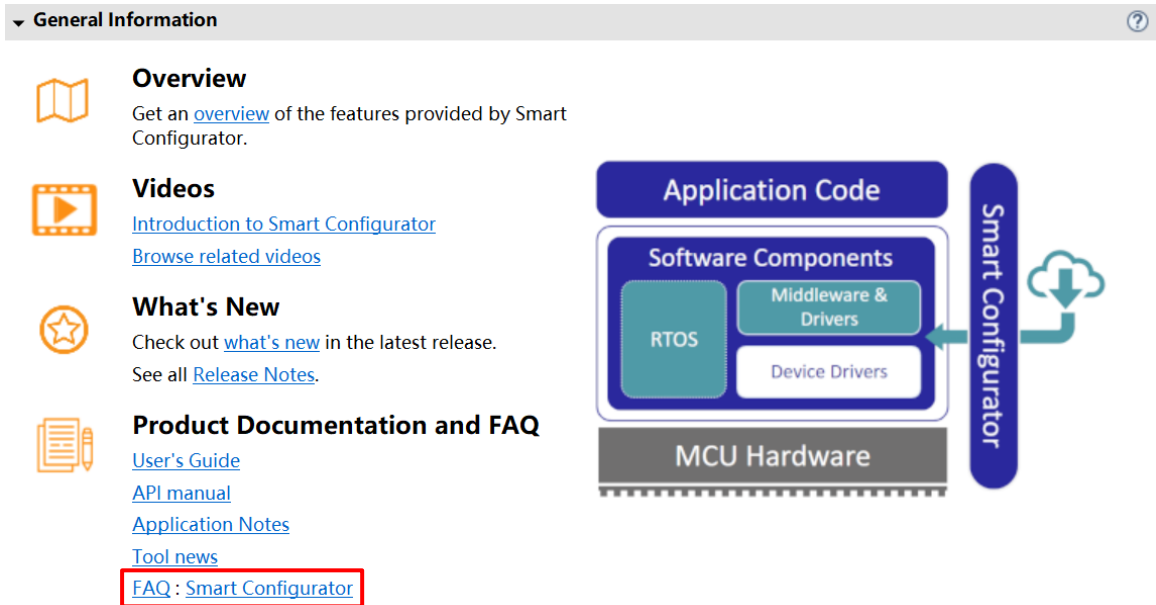 General Information
Overview
Get an overview of the features provided by Smart
Configurator.
Videos
Introduction to Smart Configurator
Browse related videos
What's New
Check out what's new in the latest release.
See all Release Notes.
Product Documentation and FAQ
User's Guide
API manual
Application Notes
Tool news
FAQ : Smart Configurator
Application Code
Software Components
RTOS
Middleware &
Drivers
Device Drivers
MCU Hardware
Smart Configurator